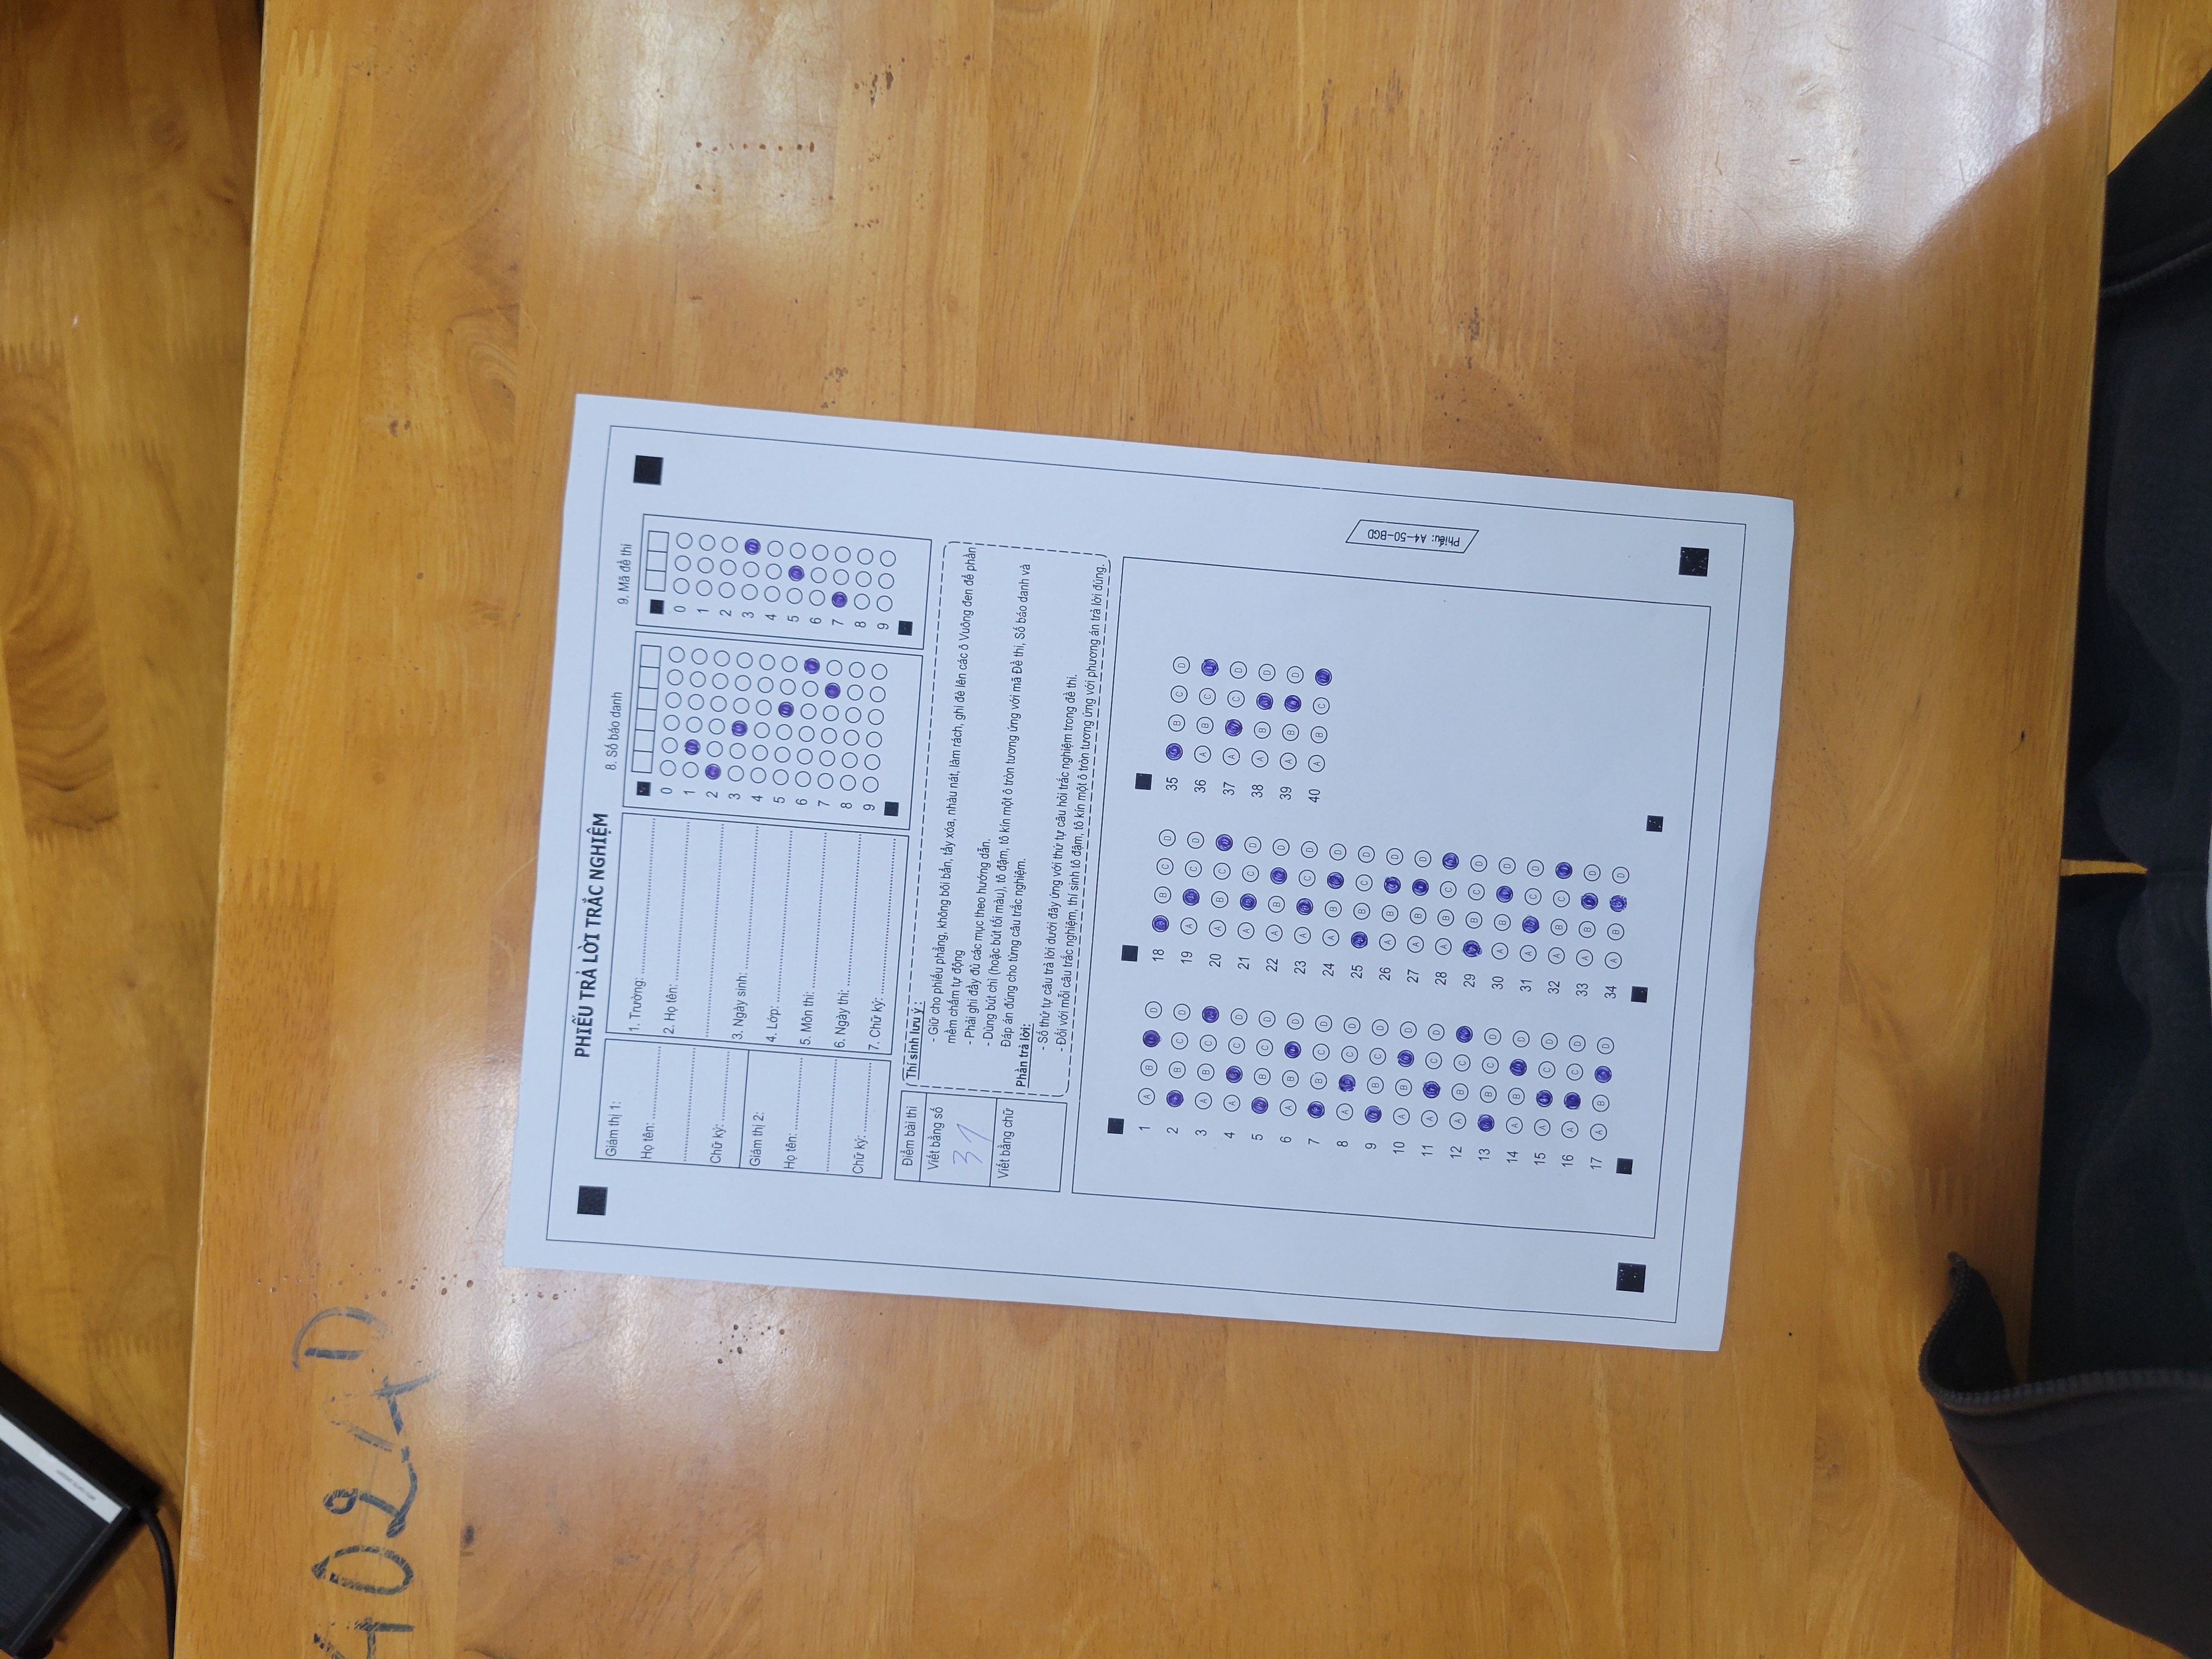 4024D
PHIẾU TRẢ LỜI TRẮC NGHIỆM
Giám thị 1:
Họ tên: ....................
................................
Chữ ký: ....................
Giám thị 2:
Họ tên: ....................
................................
Chữ ký: ....................
1. Trường: ............................................
2. Họ tên: ............................................
............................................................
3. Ngày sinh: ........................................
4. Lớp: .................................................
5. Môn thi: ...........................................
6. Ngày thi: ..........................................
7. Chữ ký: ............................................
8. Số báo danh
0
1
2
3
4
5
6
7
8
9
9. Mã đề thi
0
1
2
3
4
5
6
7
8
9
Điểm bài thi
Viết bằng số
31
Viết bằng chữ
Thí sinh lưu ý :
- Giữ cho phiếu phẳng, không bôi bẩn, tẩy xóa, nhàu nát, làm rách, ghi đè lên các ô Vuông đen để phần
mềm chấm tự động
- Phải ghi đầy đủ các mục theo hướng dẫn.
- Dùng bút chì (hoặc bút tối màu), tô đậm, tô kín một ô tròn tương ứng với mã Đề thi, Số báo danh và
Đáp án đúng cho từng câu trắc nghiệm.
Phần trả lời:
- Số thứ tự câu trả lời dưới đây ứng với thứ tự câu hỏi trắc nghiệm trong đề thi.
- Đối với mỗi câu trắc nghiệm, thí sinh tô đậm, tô kín một ô tròn tương ứng với phương án trả lời đúng.
1 A B D
2 B C D
3 A B C
4 A C D
5 B C D
6 A B D
7 B C D
8 A C D
9 B C D
10 A B D
11 A C D
12 A B C
13 B C D
14 A B D
15 A C D
16 A C D
17 A B D
18 B C D
19 A C D
20 A B C
21 A C D
22 A B D
23 A C D
24 A B D
25 B C D
26 A B D
27 A B D
28 A B C
29 B C D
30 A B D
31 A C D
32 A B C
33 A B D
34 A B D
35 B C D
36 A B C
37 A C D
38 A B D
39 A B D
40 A B C
Phiếu: A4-50-BGD